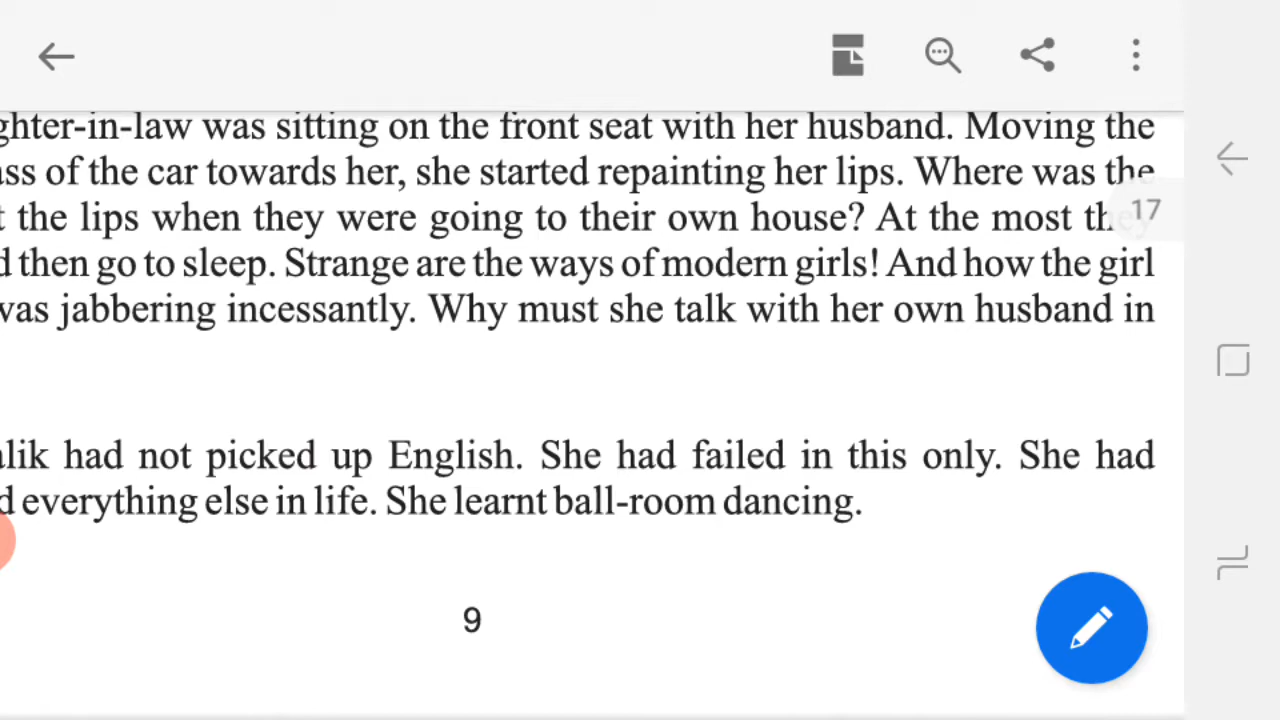 ghter-in-law was sitting on the front seat with her husband. Moving the
ass of the car towards her, she started repainting her lips. Where was the
t the lips when they were going to their own house? At the most they
17
d then go to sleep. Strange are the ways of modern girls! And how the girl
was jabbering incessantly. Why must she talk with her own husband in
alik had not picked up English. She had failed in this only. She had
d everything else in life. She learnt ball-room dancing.
9